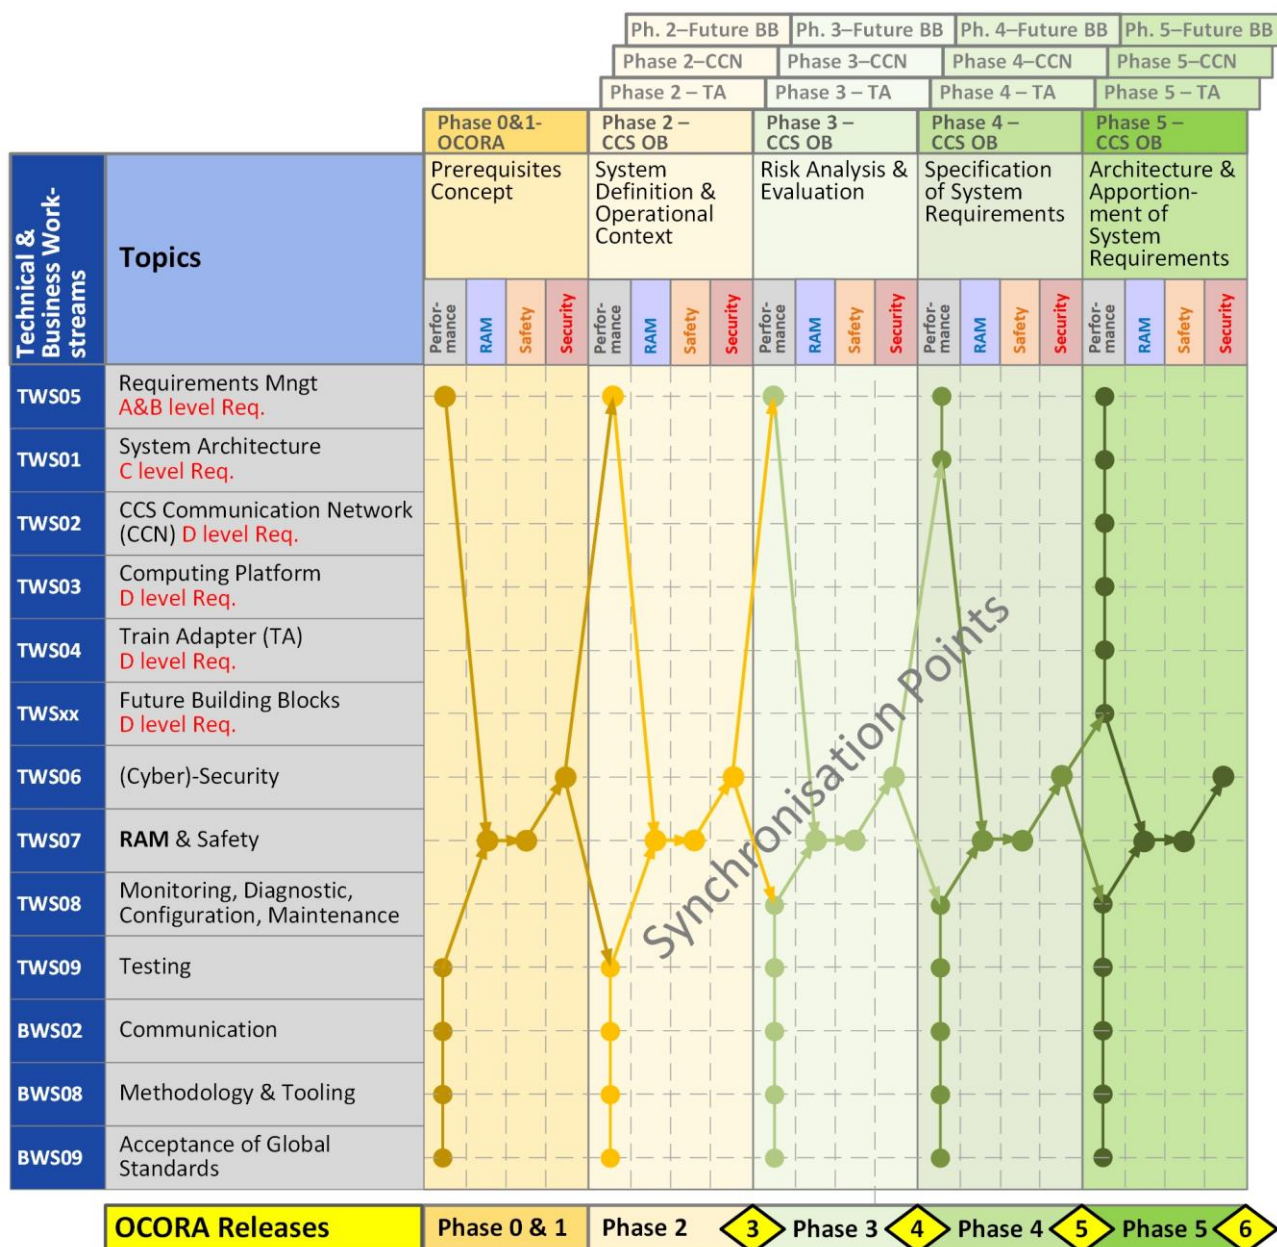 Ph. 2–Future BB Ph. 3–Future BB Ph. 4–Future BB Ph. 5–Future BB
Phase 2–CCN Phase 3–CCN Phase 4–CCN Phase 5–CCN
Phase 2 – TA Phase 3 – TA Phase 4 – TA Phase 5 – TA
Phase 0&1-
OCORA
Phase 2 –
CCS OB
Phase 3 –
CCS OB
Phase 4 –
CCS OB
Phase 5 –
CCS OB
Technical &
Business Work-
streams
Topics
Prerequisites
Concept
System
Definition &
Operational
Context
Risk Analysis &
Evaluation
Specification
of System
Requirements
Architecture &
Apportion-
ment of
System
Requirements
Perfor-
mance
RAM
Safety
Security
Perfor-
mance
RAM
Safety
Security
Perfor-
mance
RAM
Safety
Security
Perfor-
mance
RAM
Safety
Security
Perfor-
mance
RAM
Safety
Security
TWS05
Requirements Mngt
A&B level Req.
TWS01
System Architecture
C level Req.
TWS02
CCS Communication Network
(CCN) D level Req.
TWS03
Computing Platform
D level Req.
TWS04
Train Adapter (TA)
D level Req.
TWSxx
Future Building Blocks
D level Req.
TWS06
(Cyber)-Security
TWS07
RAM & Safety
TWS08
Monitoring, Diagnostic,
Configuration, Maintenance
TWS09
Testing
BWS02
Communication
BWS08
Methodology & Tooling
BWS09
Acceptance of Global
Standards
Synchronisation Points
OCORA Releases Phase 0 & 1 Phase 2 3 Phase 3 4 Phase 4 5 Phase 5 6